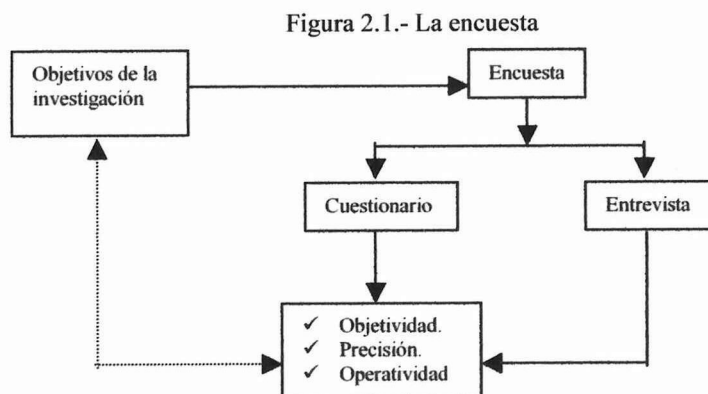 Figura 2.1.- La encuesta
Objetivos de la
investigación
Encuesta
Cuestionario
Entrevista
✓ Objetividad.
✓ Precisión.
✓ Operatividad